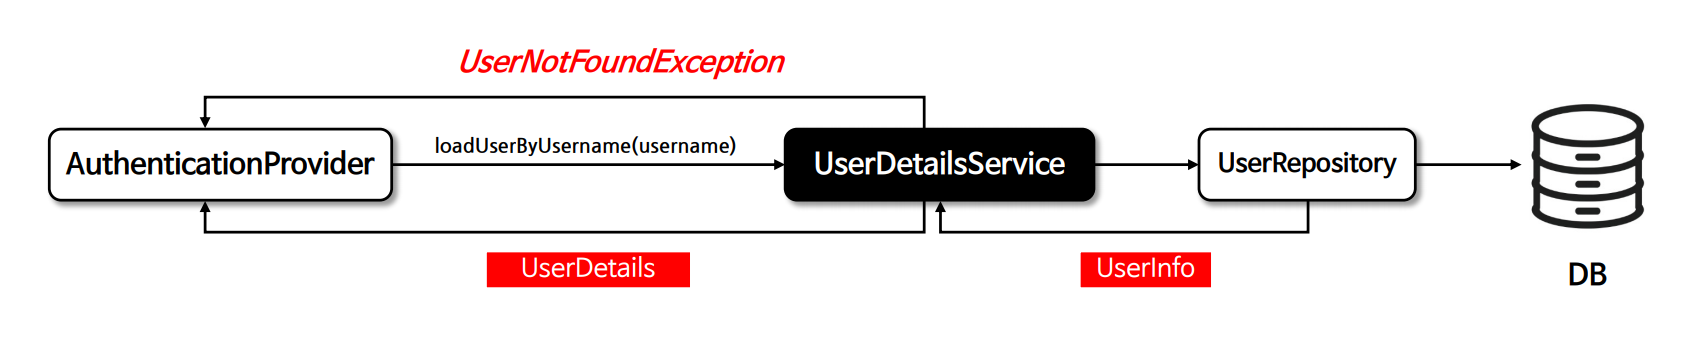 UserNotFoundException
AuthenticationProvider
loadUserByUsername(username)
UserDetailsService
UserRepository
UserDetails
UserInfo
DB